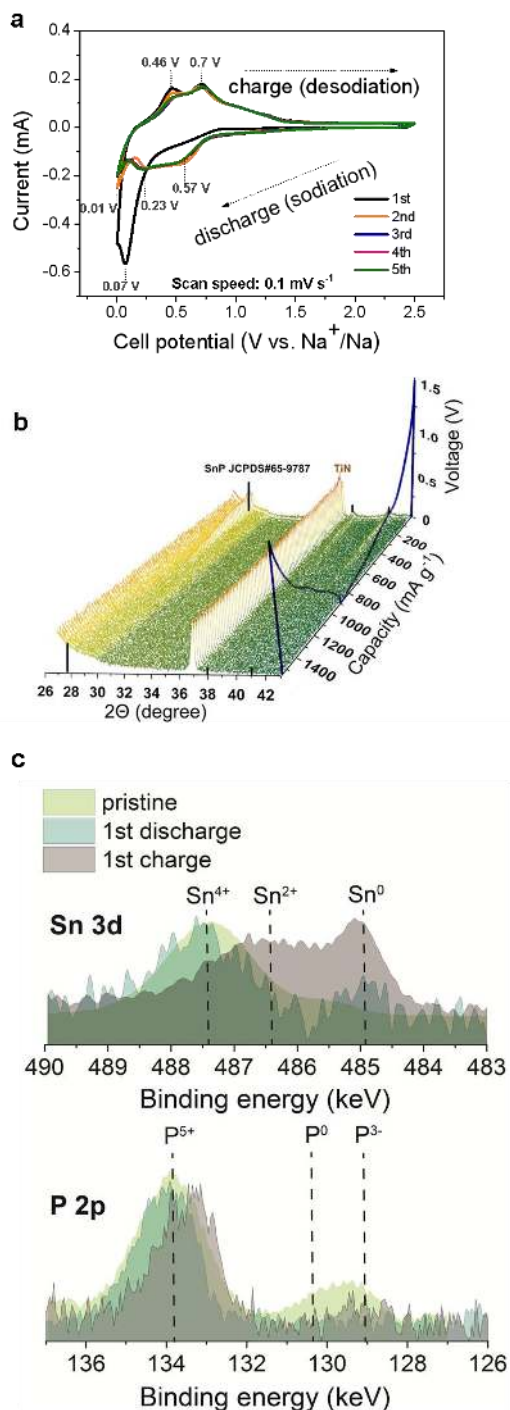 a
0.46 V
0.7 V
charge (desodiation)
0.01 V
0.23 V
0.57 V
discharge (sodiation)
0.07 V
1st
2nd
3rd
4th
5th
Scan speed: 0.1 mV s⁻¹
0.2
0.0
-0.2
-0.4
-0.6
0.0 0.5 1.0 1.5 2.0 2.5
Current (mA)
Cell potential (V vs. Na⁺/Na)
b
SnP JCPDS#65-9787
TiN
1.5
1.0
0.5
0
Voltage (V)
200
400
600
800
1000
1200
1400
Capacity (mA g⁻¹)
26 28 30 32 34 36 38 40 42
2Θ (degree)
c
pristine
1st discharge
1st charge
Sn 3d
Sn⁴⁺
Sn²⁺
Sn⁰
490 489 488 487 486 485 484 483
Binding energy (keV)
P 2p
P⁵⁺
P⁰
P³⁻
136 134 132 130 128 126
Binding energy (keV)